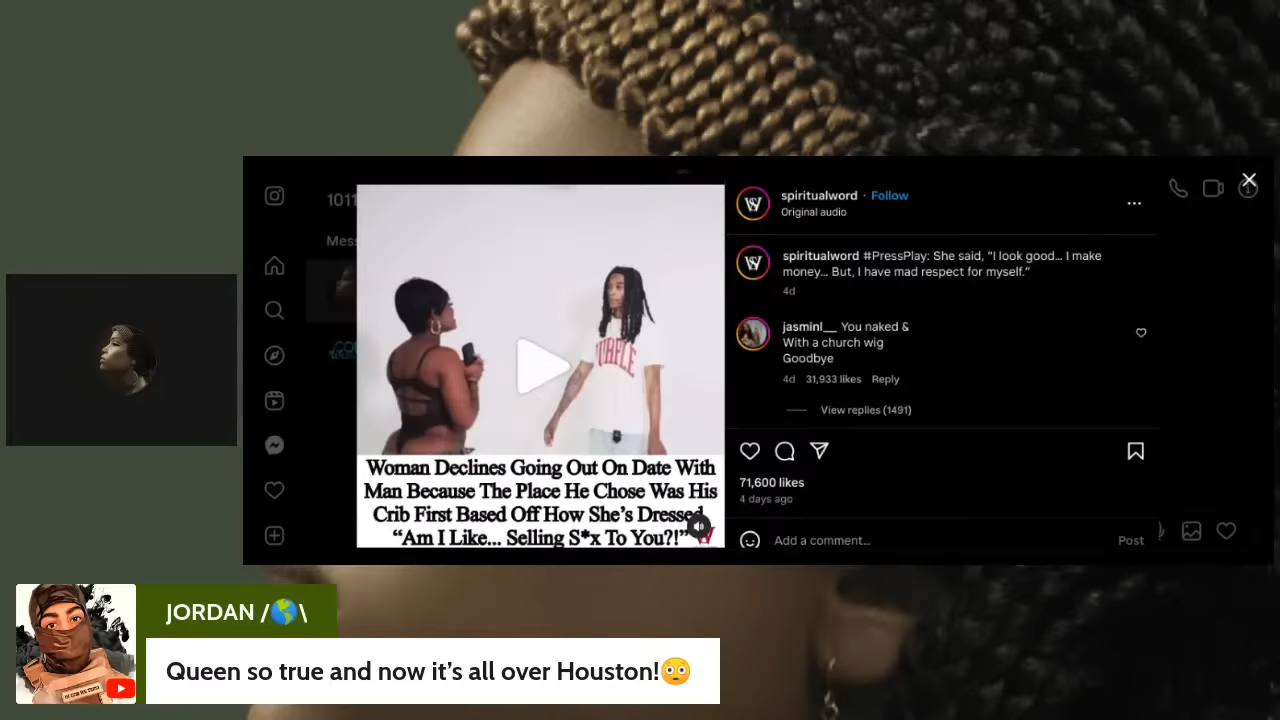 1011
Mess
spiritualword · Follow
Original audio
spiritualword #PressPlay: She said, “I look good… I make
money… But, I have mad respect for myself.”
4d
jasminl__ You naked &
With a church wig
Goodbye
4d 31,933 likes Reply
View replies (1491)
71,600 likes
4 days ago
Add a comment…
Post
PURPLE
Woman Declines Going Out On Date With
Man Because The Place He Chose Was His
Crib First Based Off How She’s Dressed
“Am I Like... Selling S*x To You?!”
JORDAN /🌎\
Queen so true and now it’s all over Houston!😳